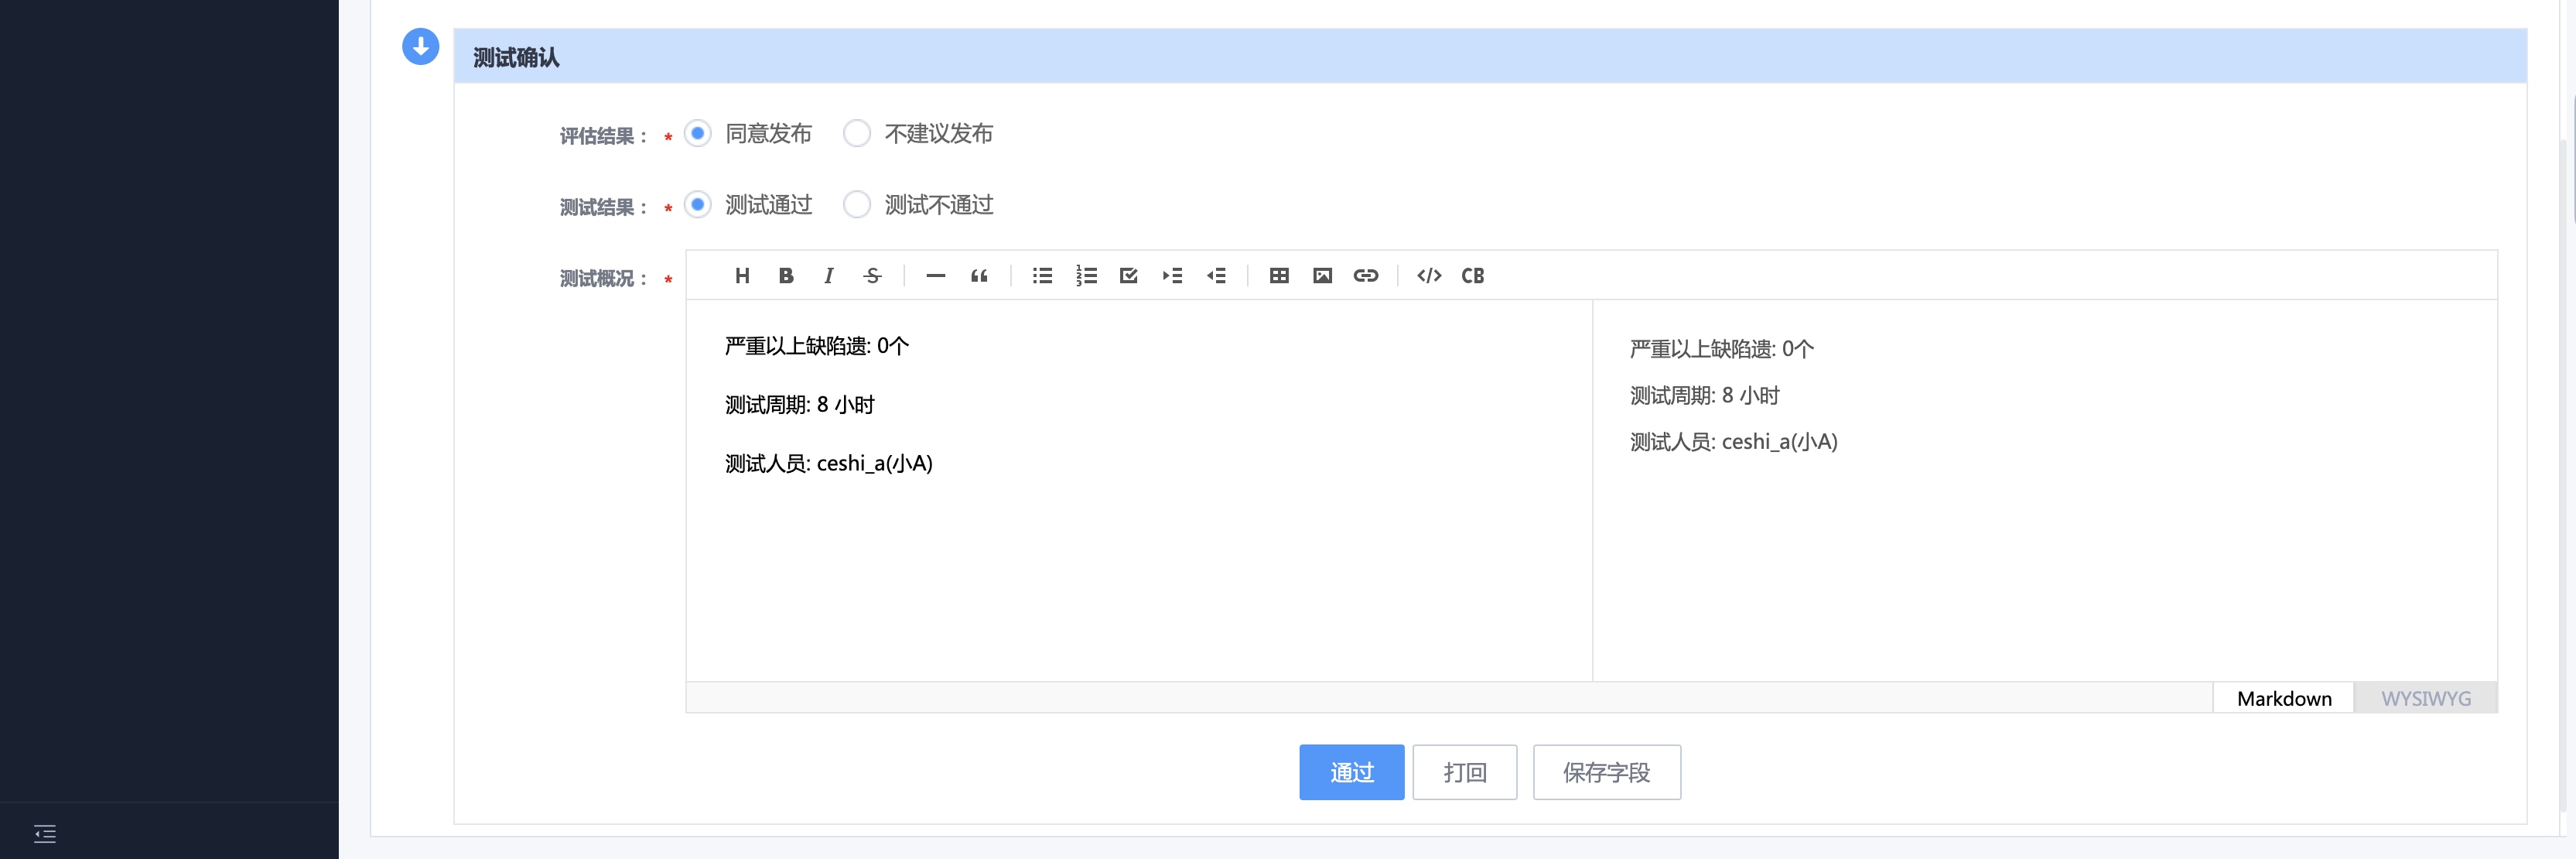 测试确认
评估结果： * 同意发布 不建议发布
测试结果： * 测试通过 测试不通过
测试概况： * H B I S CB
严重以上缺陷遗: 0个
测试周期: 8 小时
测试人员: ceshi_a(小A)
严重以上缺陷遗: 0个
测试周期: 8 小时
测试人员: ceshi_a(小A)
Markdown WYSIWYG
通过 打回 保存字段